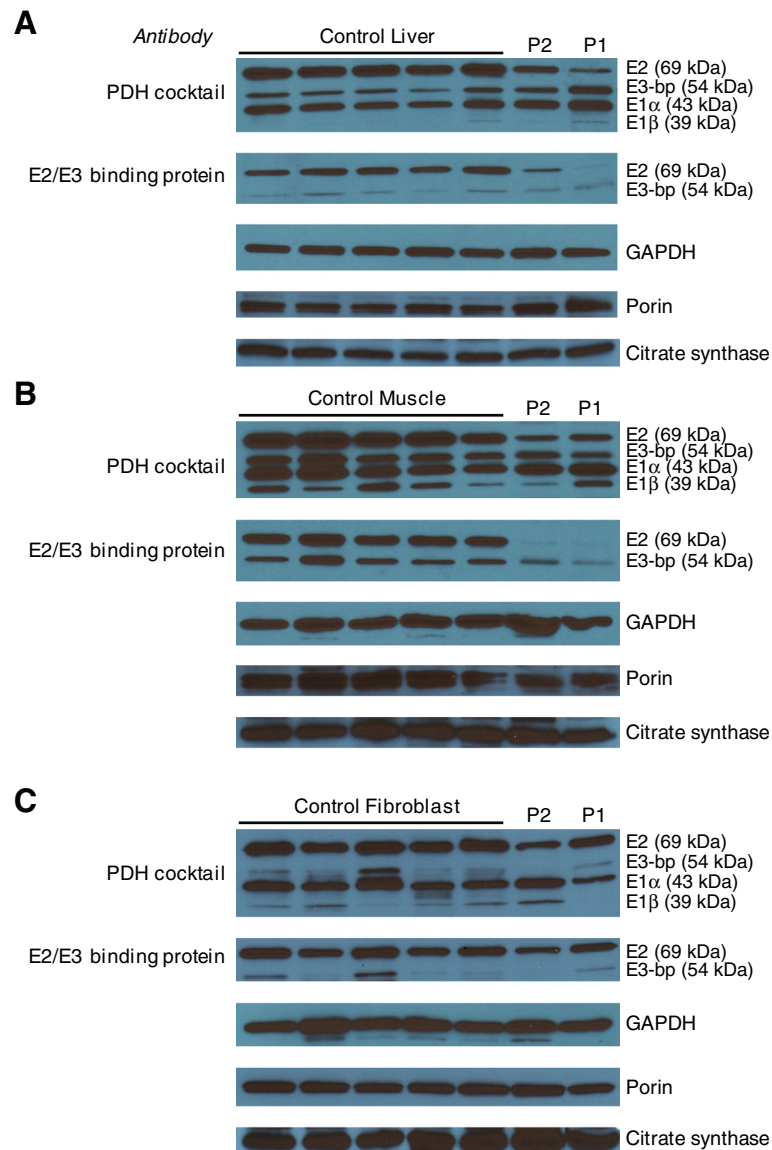 A
Antibody Control Liver P2 P1
PDH cocktail
E2 (69 kDa)
E3-bp (54 kDa)
E1α (43 kDa)
E1β (39 kDa)
E2/E3 binding protein
E2 (69 kDa)
E3-bp (54 kDa)
GAPDH
Porin
Citrate synthase
B
Control Muscle P2 P1
PDH cocktail
E2 (69 kDa)
E3-bp (54 kDa)
E1α (43 kDa)
E1β (39 kDa)
E2/E3 binding protein
E2 (69 kDa)
E3-bp (54 kDa)
GAPDH
Porin
Citrate synthase
C
Control Fibroblast P2 P1
PDH cocktail
E2 (69 kDa)
E3-bp (54 kDa)
E1α (43 kDa)
E1β (39 kDa)
E2/E3 binding protein
E2 (69 kDa)
E3-bp (54 kDa)
GAPDH
Porin
Citrate synthase